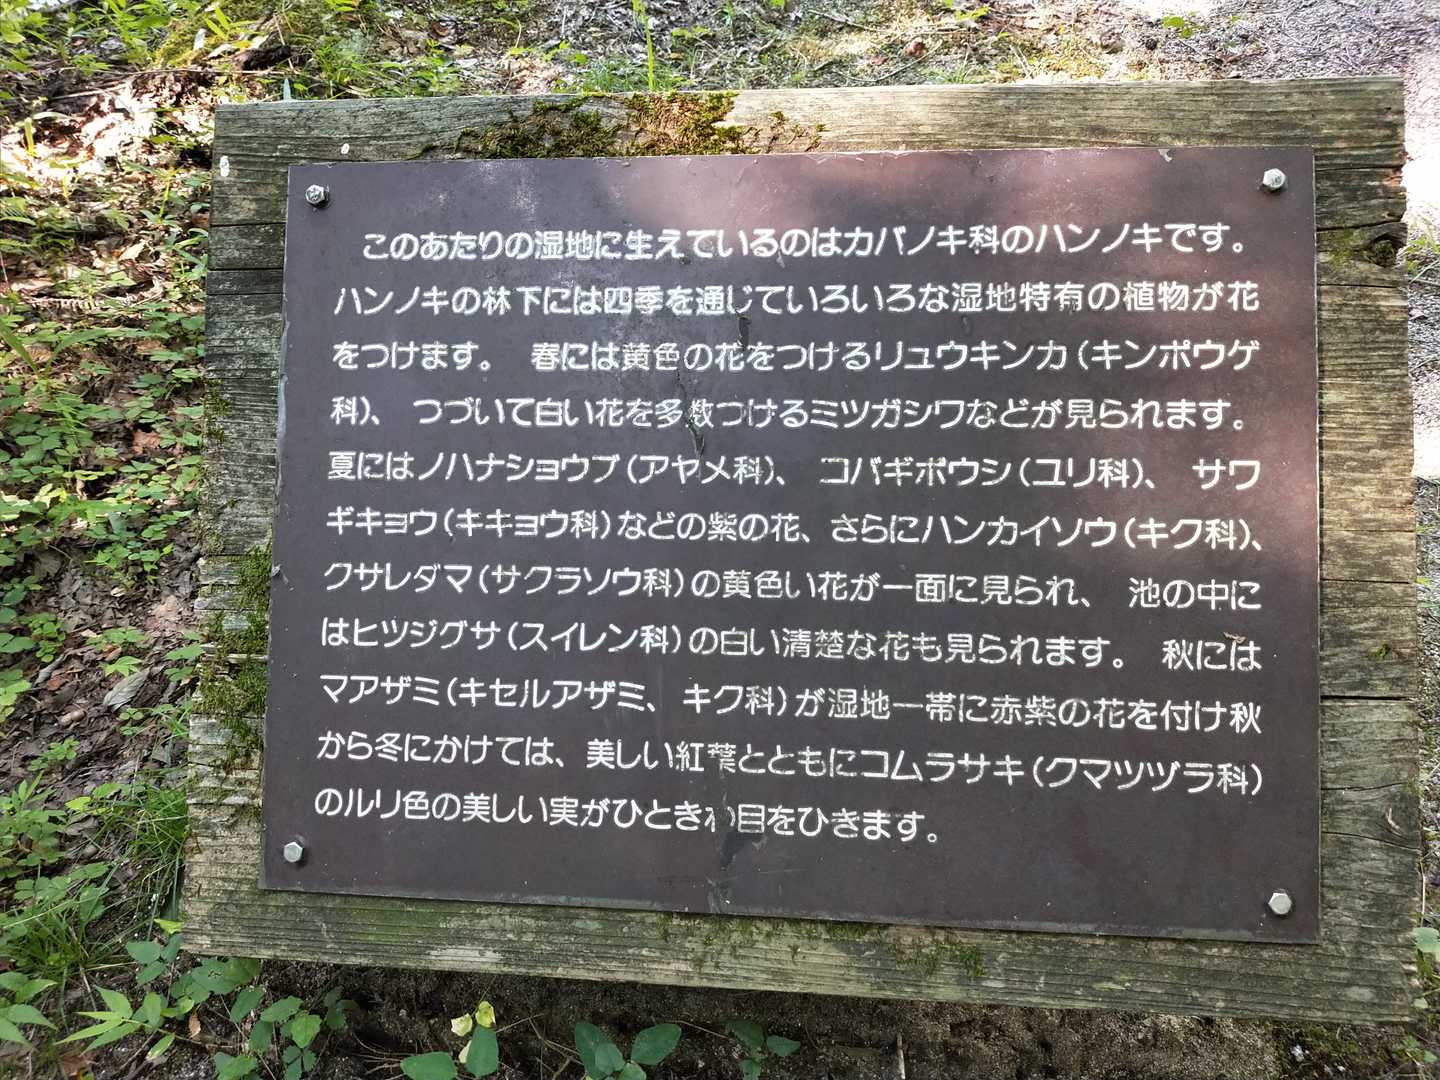 このあたりの湿地に生えているのはカバノキ科のハンノキです。
ハンノキの林下には四季を通じていろいろな湿地特有の植物が花
をつけます。 春には黄色の花をつけるリュウキンカ（キンポウゲ
科）、 つづいて白い花を多数つけるミツガシワなどが見られます。
夏にはノハナショウブ（アヤメ科）、 コバギボウシ（ユリ科）、 サワ
ギキョウ（キキョウ科）などの紫の花、さらにハンカイソウ（キク科）、
クサレダマ（サクラソウ科）の黄色い花が一面に見られ、 池の中に
はヒツジグサ（スイレン科）の白い清楚な花も見られます。 秋には
マアザミ（キセルアザミ、 キク科）が湿地一帯に赤紫の花を付け秋
から冬にかけては、美しい紅葉とともにコムラサキ（クマツヅラ科）
のルリ色の美しい実がひときわ目をひきます。